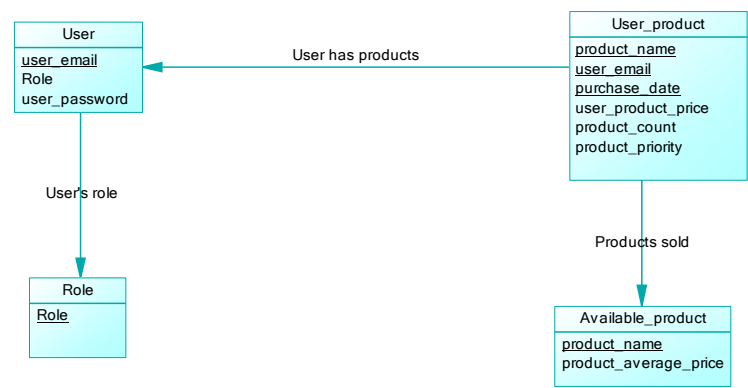 User
user_email
Role
user_password
User has products
User_product
product_name
user_email
purchase_date
user_product_price
product_count
product_priority
User's role
Products sold
Role
Role
Available_product
product_name
product_average_price